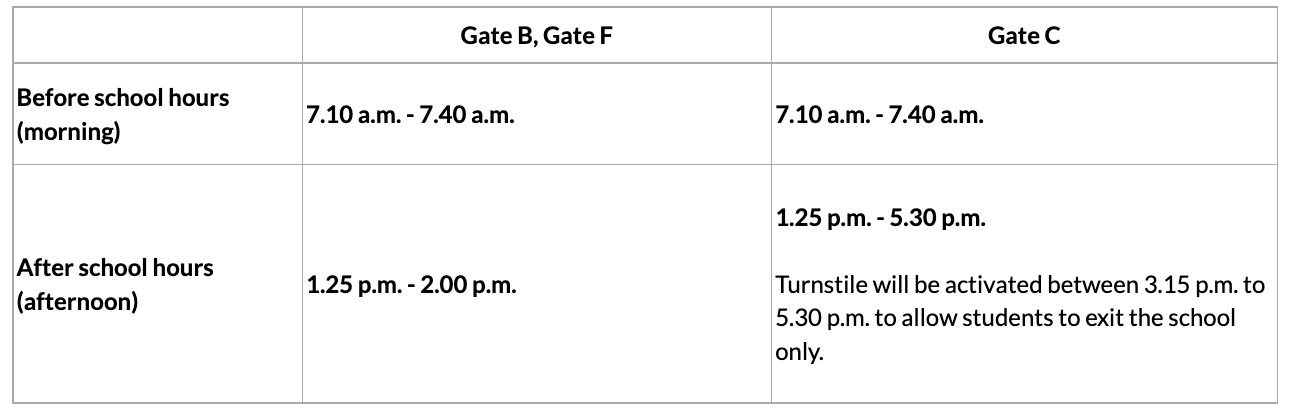 Gate B, Gate F
Gate C
Before school hours
(morning)
7.10 a.m. - 7.40 a.m.
7.10 a.m. - 7.40 a.m.
After school hours
(afternoon)
1.25 p.m. - 2.00 p.m.
1.25 p.m. - 5.30 p.m.
Turnstile will be activated between 3.15 p.m. to
5.30 p.m. to allow students to exit the school
only.